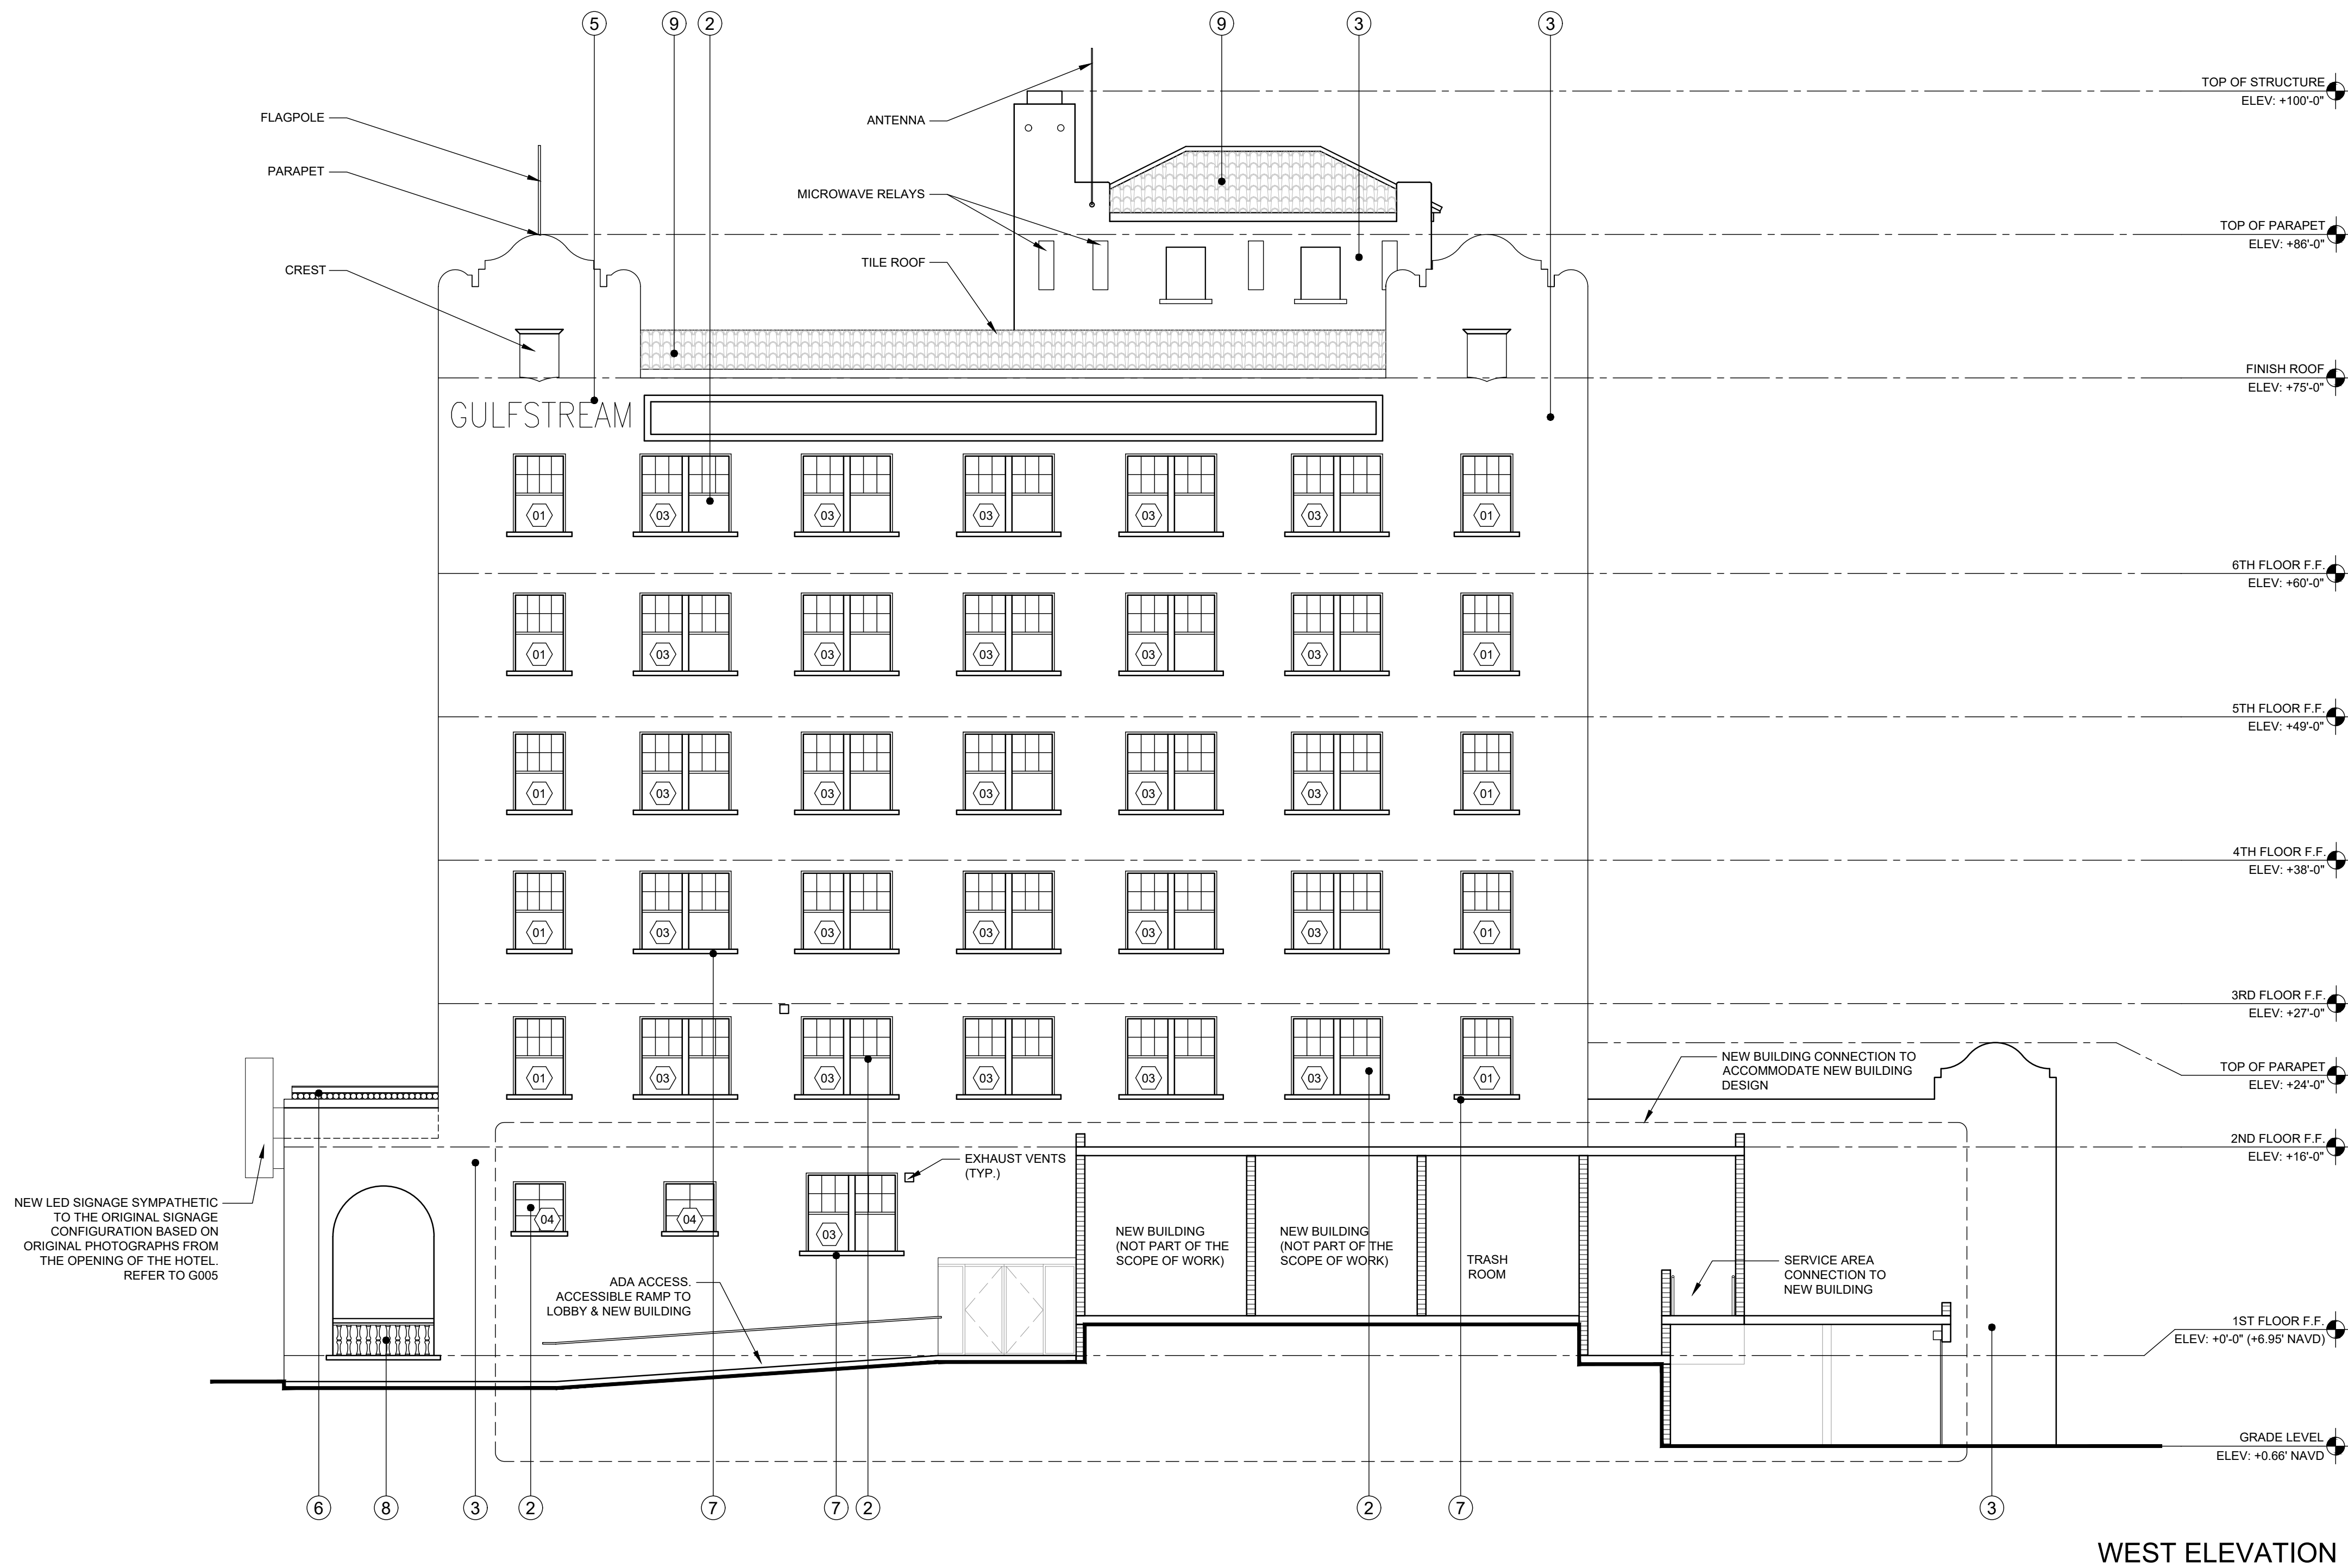 5
9
2
9
3
3
TOP OF STRUCTURE
ELEV: +100'-0"
FLAGPOLE
ANTENNA
PARAPET
MICROWAVE RELAYS
TOP OF PARAPET
ELEV: +86'-0"
CREST
TILE ROOF
FINISH ROOF
ELEV: +75'-0"
GULFSTREAM
01
03
03
03
03
03
01
6TH FLOOR F.F.
ELEV: +60'-0"
01
03
03
03
03
03
01
5TH FLOOR F.F.
ELEV: +49'-0"
01
03
03
03
03
03
01
4TH FLOOR F.F.
ELEV: +38'-0"
01
03
03
03
03
03
01
3RD FLOOR F.F.
ELEV: +27'-0"
01
03
03
03
03
03
01
NEW BUILDING CONNECTION TO
ACCOMMODATE NEW BUILDING
DESIGN
TOP OF PARAPET
ELEV: +24'-0"
2ND FLOOR F.F.
ELEV: +16'-0"
EXHAUST VENTS
(TYP.)
NEW LED SIGNAGE SYMPATHETIC
TO THE ORIGINAL SIGNAGE
CONFIGURATION BASED ON
ORIGINAL PHOTOGRAPHS FROM
THE OPENING OF THE HOTEL.
REFER TO G005
04
04
03
NEW BUILDING
(NOT PART OF THE
SCOPE OF WORK)
NEW BUILDING
(NOT PART OF THE
SCOPE OF WORK)
TRASH
ROOM
SERVICE AREA
CONNECTION TO
NEW BUILDING
ADA ACCESS.
ACCESSIBLE RAMP TO
LOBBY & NEW BUILDING
1ST FLOOR F.F.
ELEV: +0'-0" (+6.95' NAVD)
GRADE LEVEL
ELEV: +0.66' NAVD
6
8
3
2
7
7
2
2
7
3
WEST ELEVATION